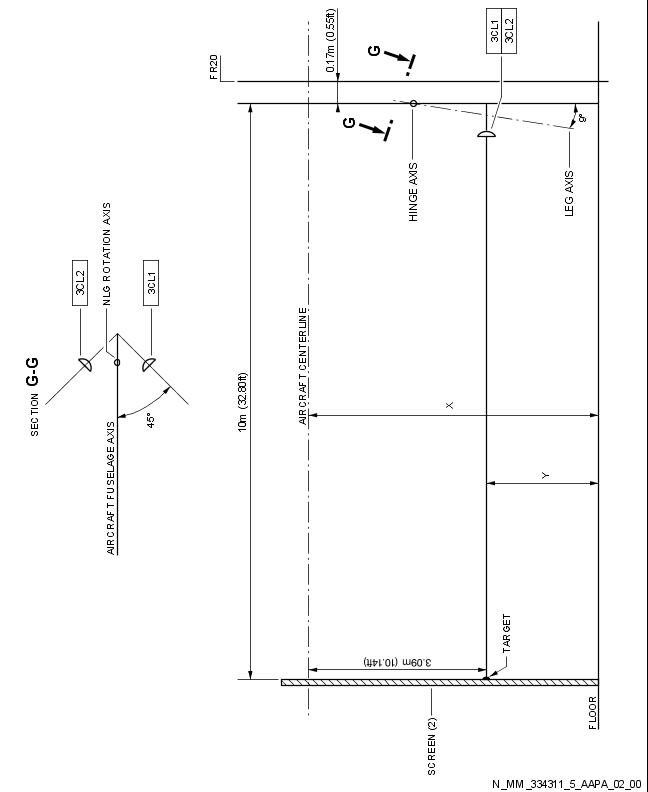 SECTION G-G
3CL2
NLG ROTATION AXIS
3CL1
AIRCRAFT FUSELAGE AXIS
45°
FR20
0.17m (0.55ft)
G
G
3CL1
3CL2
HINGE AXIS
9°
LEG AXIS
10m (32.80ft)
AIRCRAFT CENTERLINE
X
Y
3.09m (10.14ft)
TARGET
SCREEN (2)
FLOOR
N_MM_334311_5_AAPA_02_00